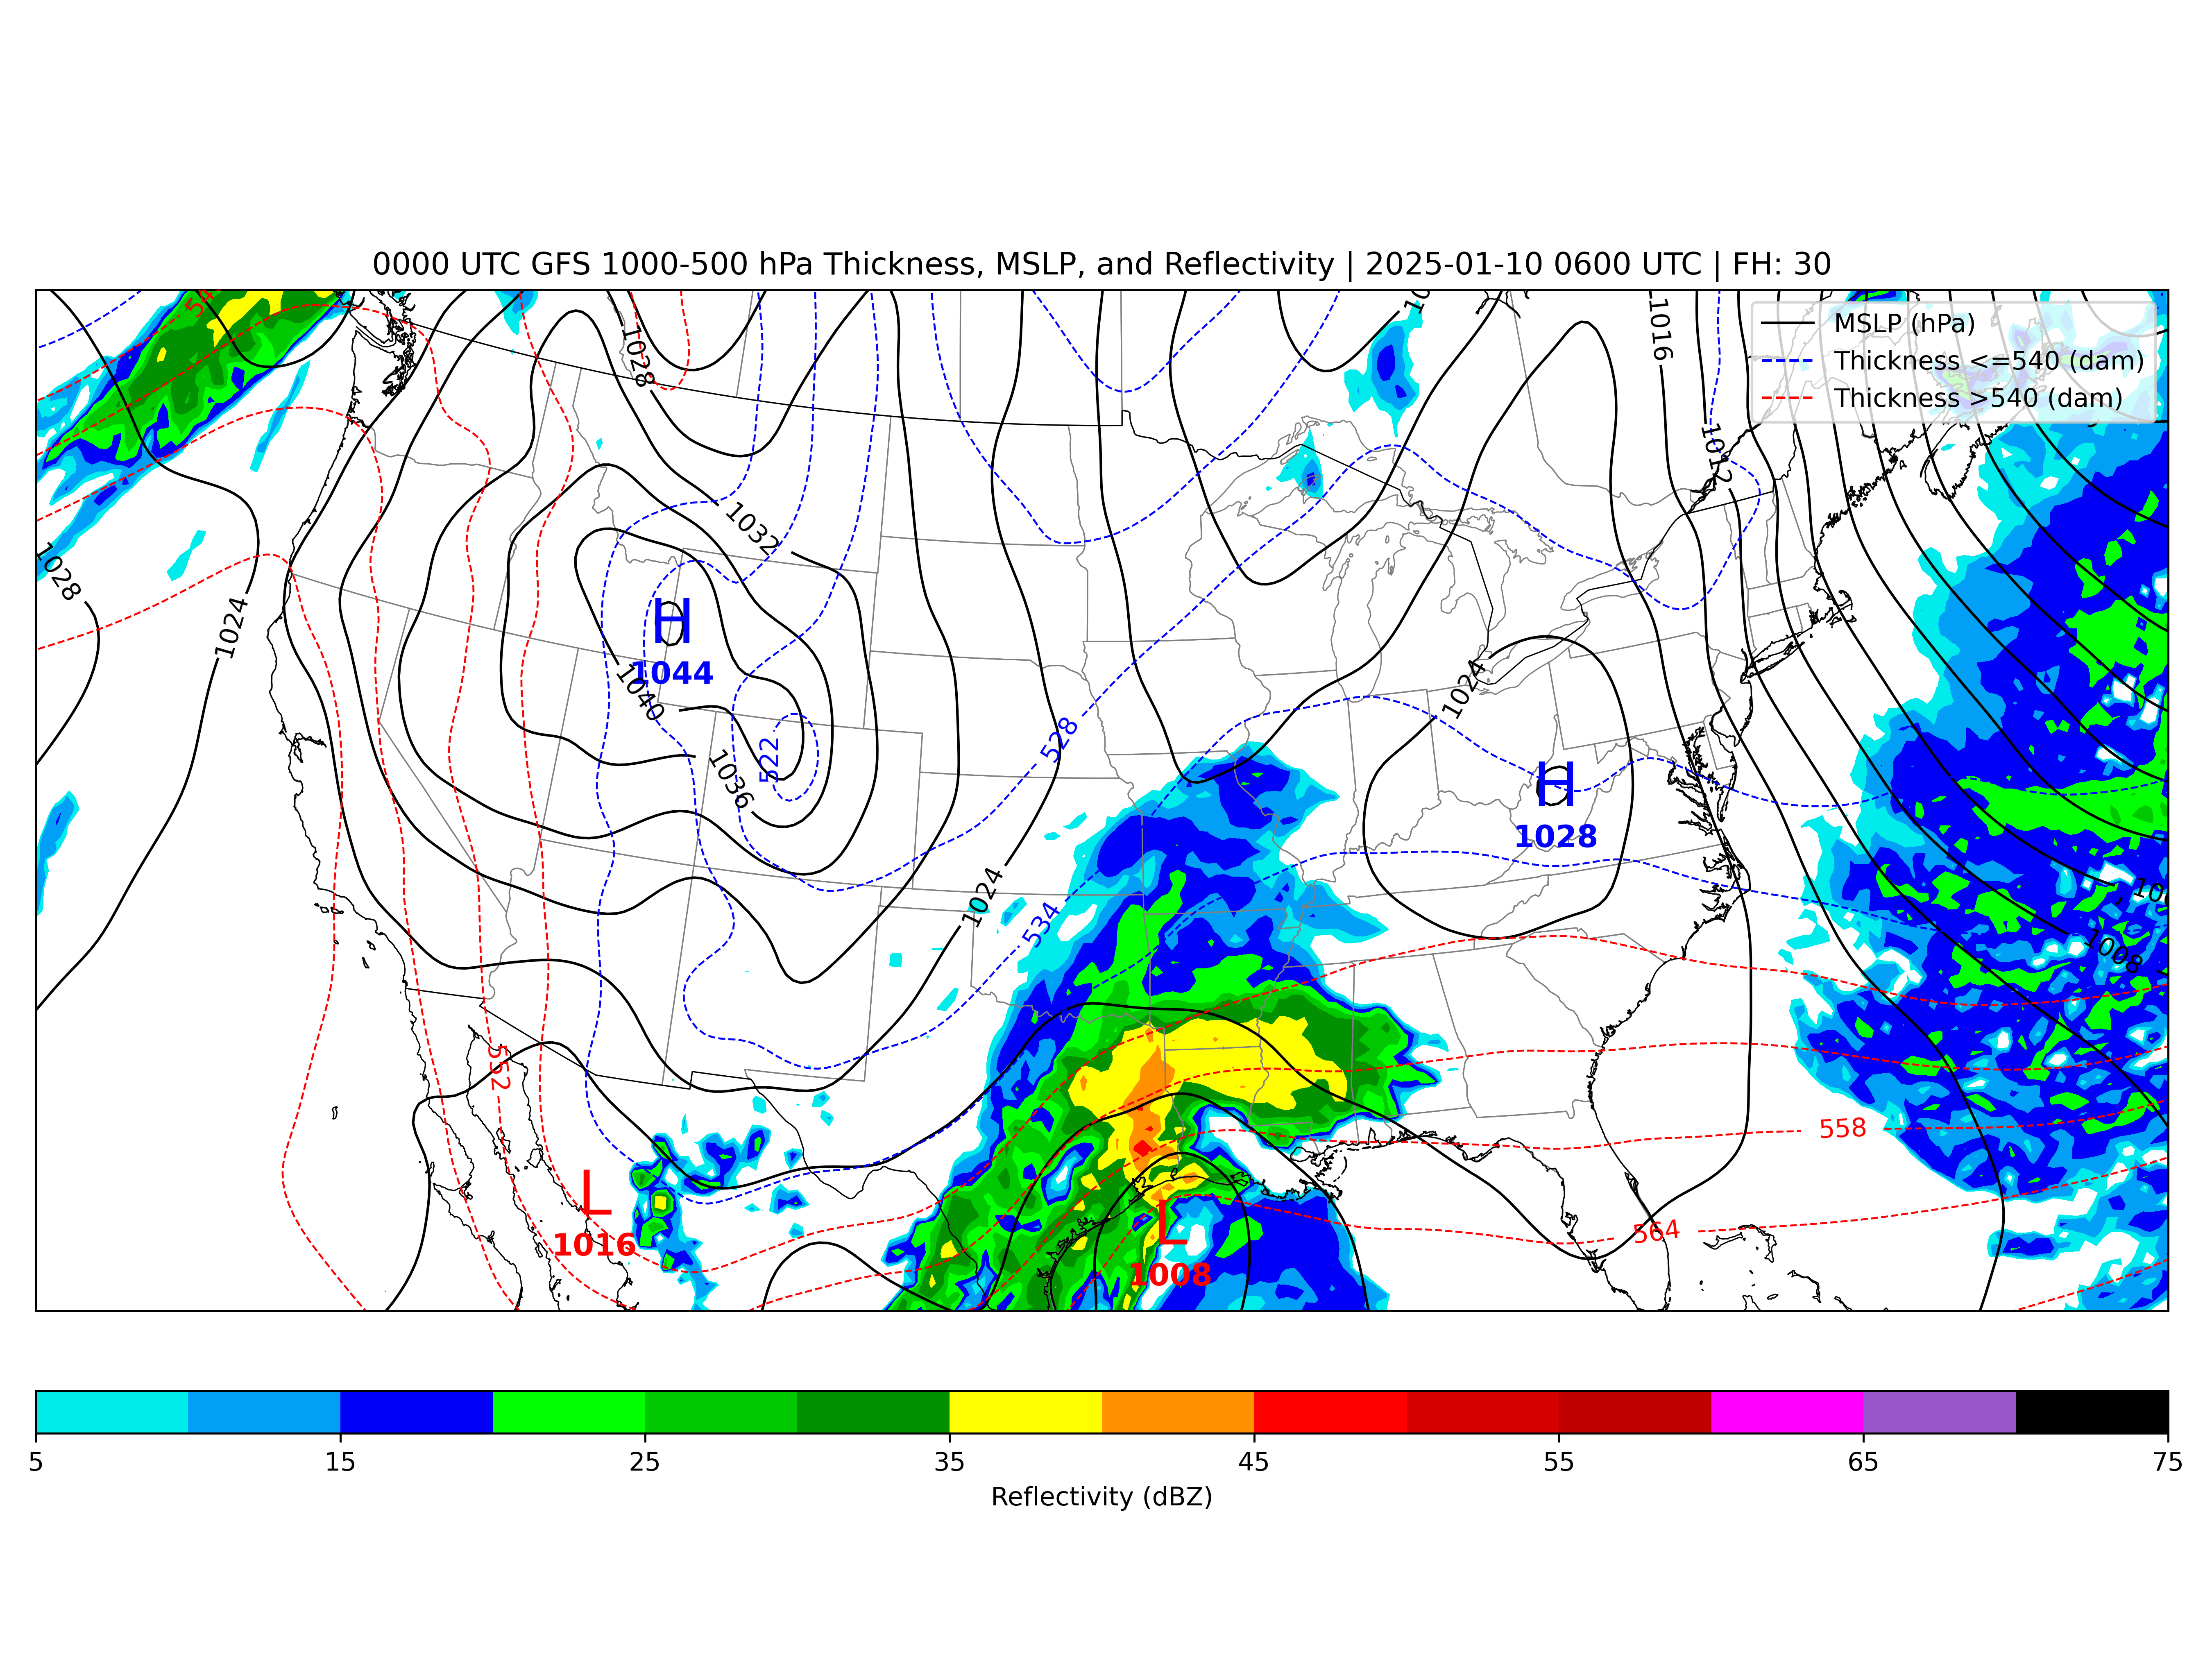 0000 UTC GFS 1000-500 hPa Thickness, MSLP, and Reflectivity | 2025-01-10 0600 UTC | FH: 30
MSLP (hPa)
Thickness <=540 (dam)
Thickness >540 (dam)
1028
1016
1012
1032
1028
1024
H
1044
1040
1024
528
522
1036
H
1028
1024
534
1008
552
558
L
1016
L
1008
564
5 15 25 35 45 55 65 75
Reflectivity (dBZ)